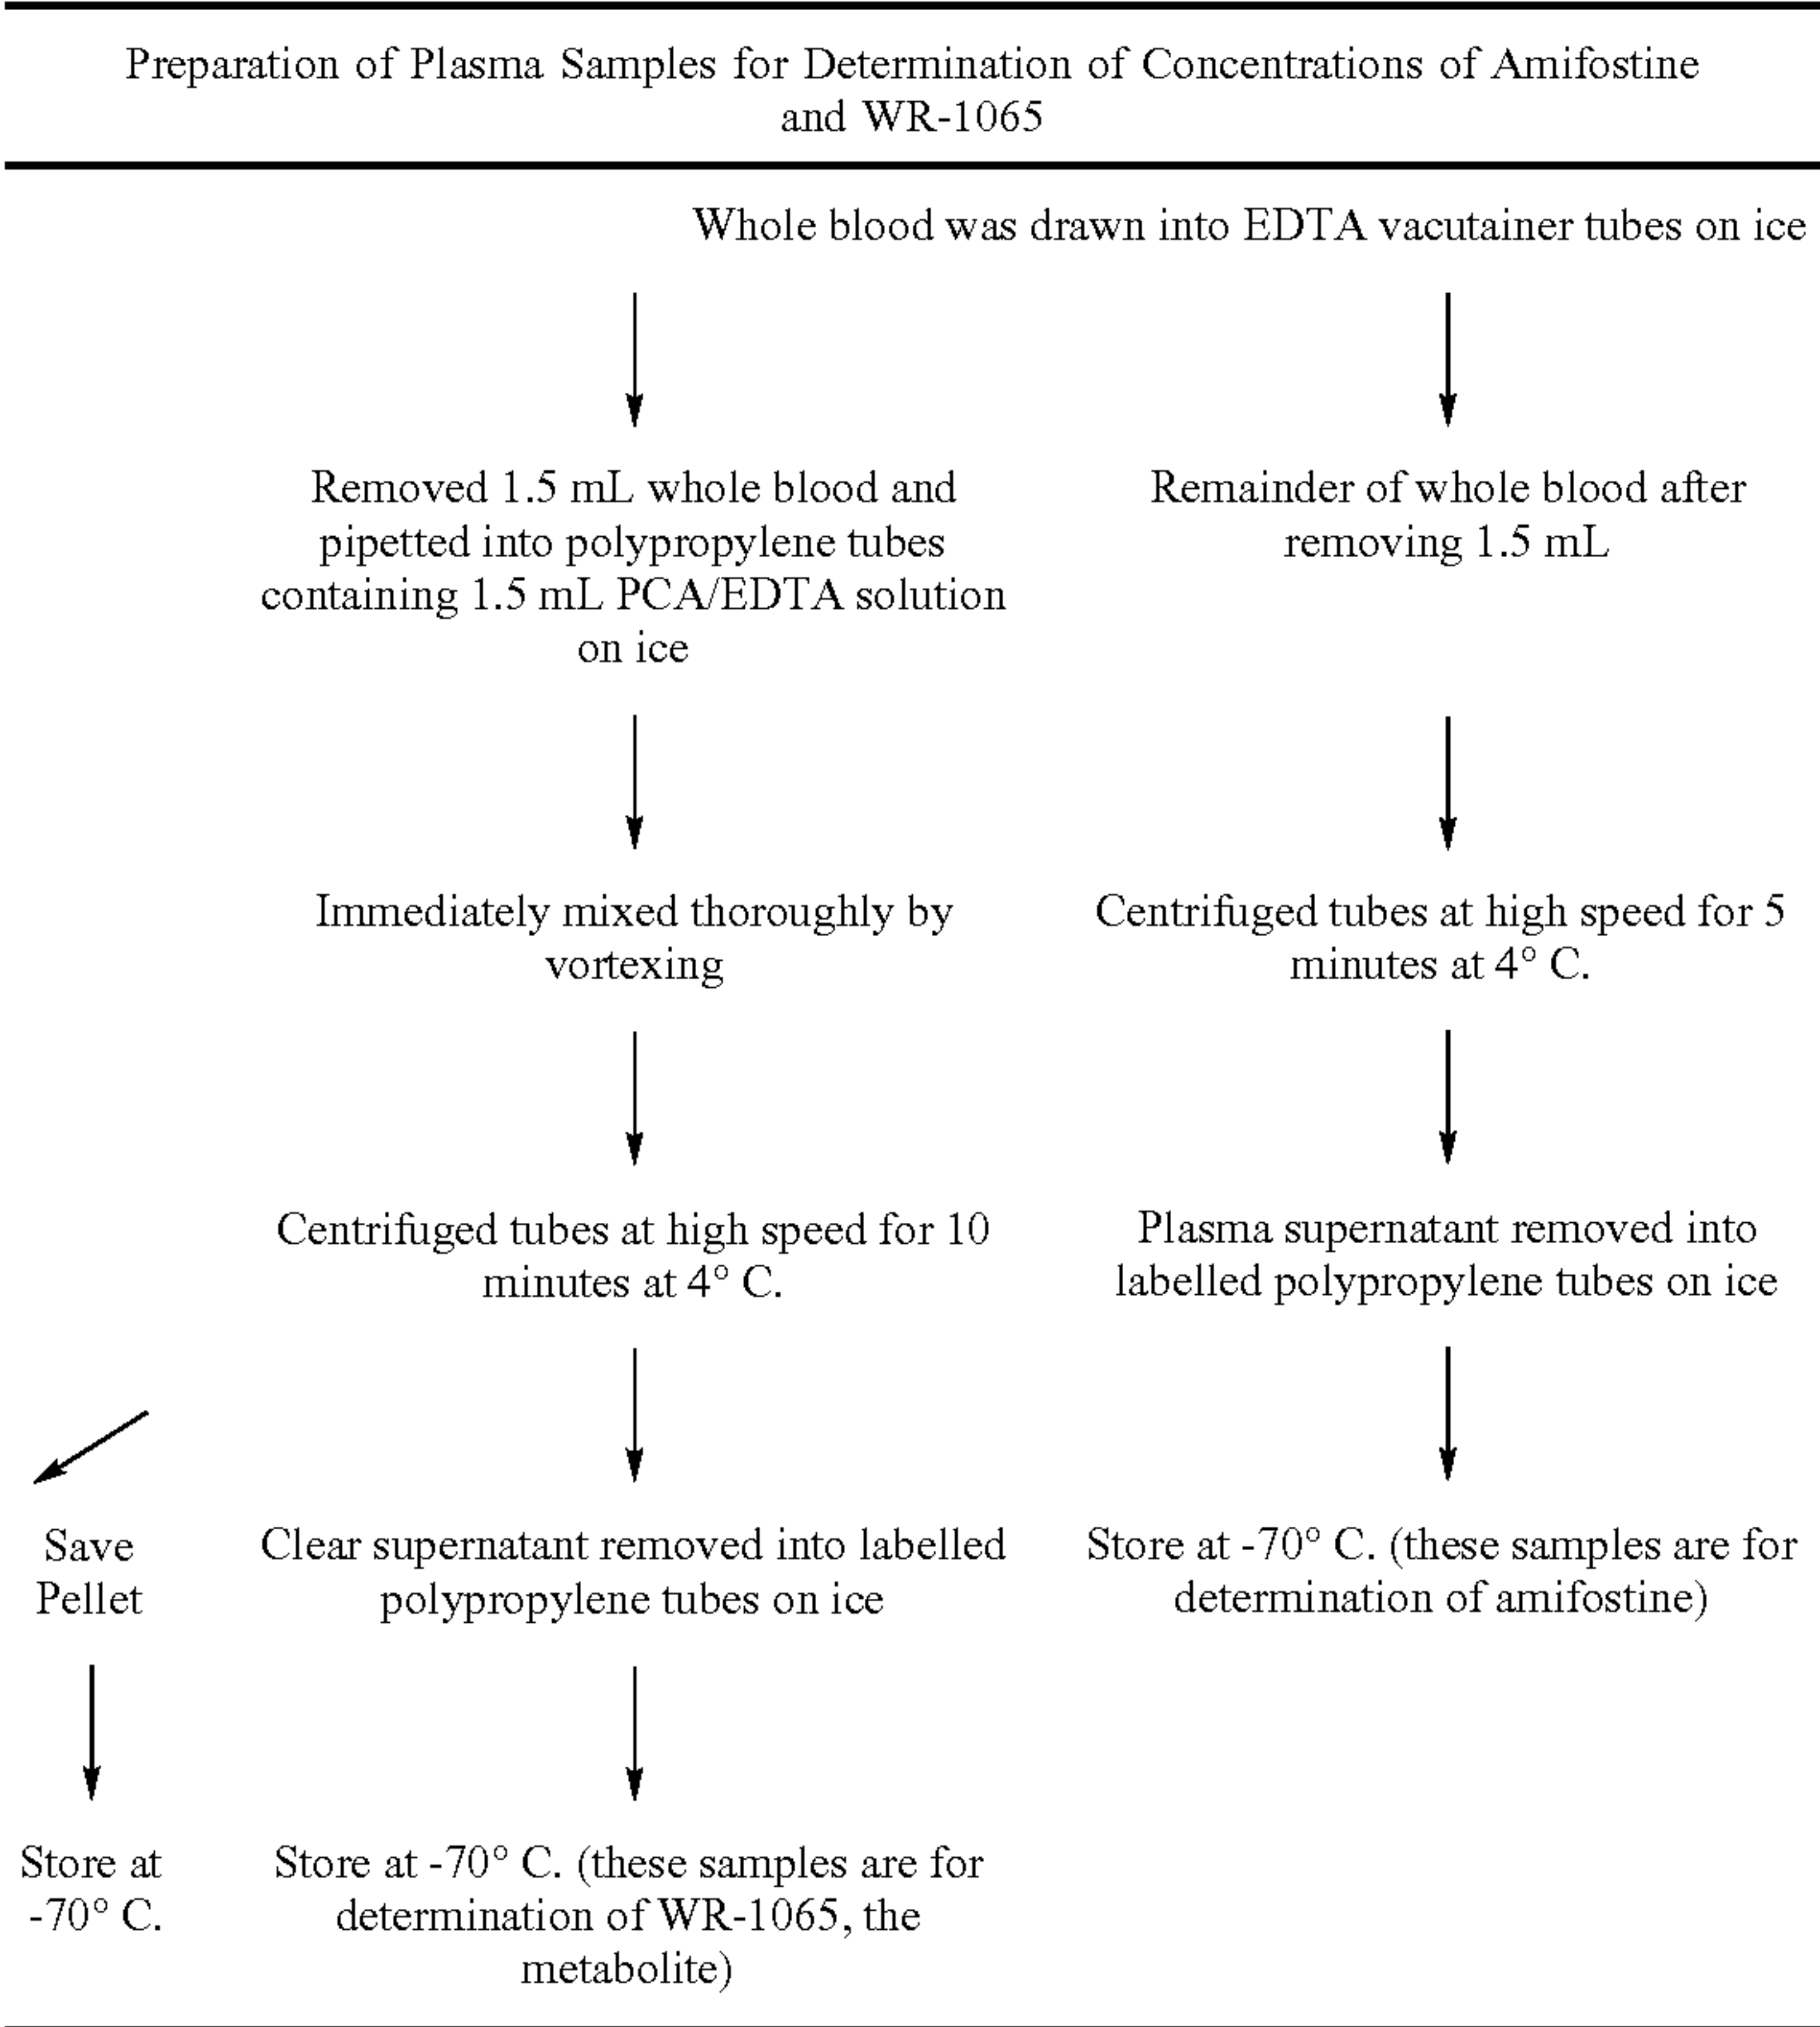 Preparation of Plasma Samples for Determination of Concentrations of Amifostine
and WR-1065
Whole blood was drawn into EDTA vacutainer tubes on ice
Removed 1.5 mL whole blood and
pipetted into polypropylene tubes
containing 1.5 mL PCA/EDTA solution
on ice
Remainder of whole blood after
removing 1.5 mL
Immediately mixed thoroughly by
vortexing
Centrifuged tubes at high speed for 5
minutes at 4° C.
Centrifuged tubes at high speed for 10
minutes at 4° C.
Plasma supernatant removed into
labelled polypropylene tubes on ice
Save
Pellet
Clear supernatant removed into labelled
polypropylene tubes on ice
Store at -70° C. (these samples are for
determination of amifostine)
Store at
-70° C.
Store at -70° C. (these samples are for
determination of WR-1065, the
metabolite)